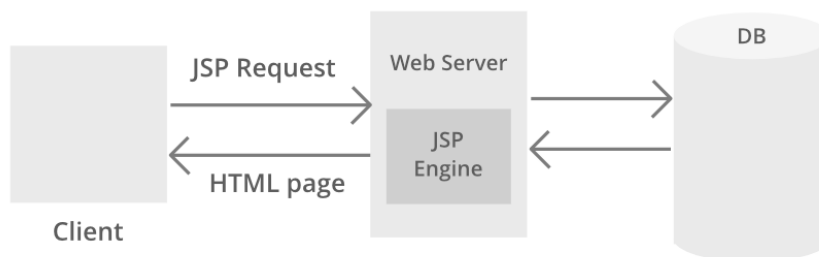 JSP Request
HTML page
Client
Web Server
JSP
Engine
DB